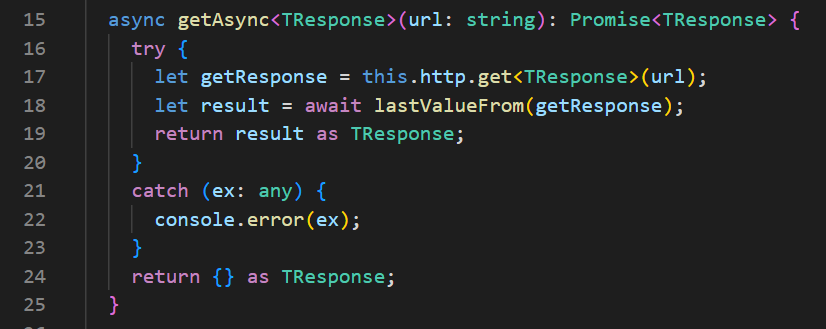 15 async getAsync<TResponse>(url: string): Promise<TResponse> {
16 try {
17 let getResponse = this.http.get<TResponse>(url);
18 let result = await lastValueFrom(getResponse);
19 return result as TResponse;
20 }
21 catch (ex: any) {
22 console.error(ex);
23 }
24 return {} as TResponse;
25 }